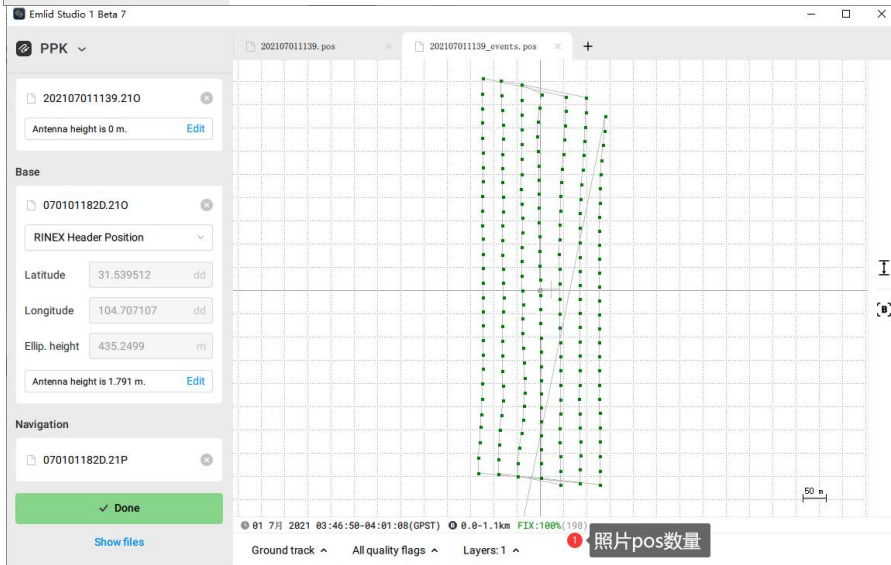 Emlid Studio 1 Beta 7
PPK
202107011139.pos
202107011139_events.pos
202107011139.21O
Antenna height is 0 m.
Edit
Base
070101182D.21O
RINEX Header Position
Latitude
31.539512
dd
Longitude
104.707107
dd
Ellip. height
435.2499
m
Antenna height is 1.791 m.
Edit
Navigation
070101182D.21P
Done
Show files
50 m
01 7月 2021 03:46:50-04:01:08(GPST) B 0.0-1.1km FIX:100%(198)
1 照片pos数量
Ground track
All quality flags
Layers: 1
[B]